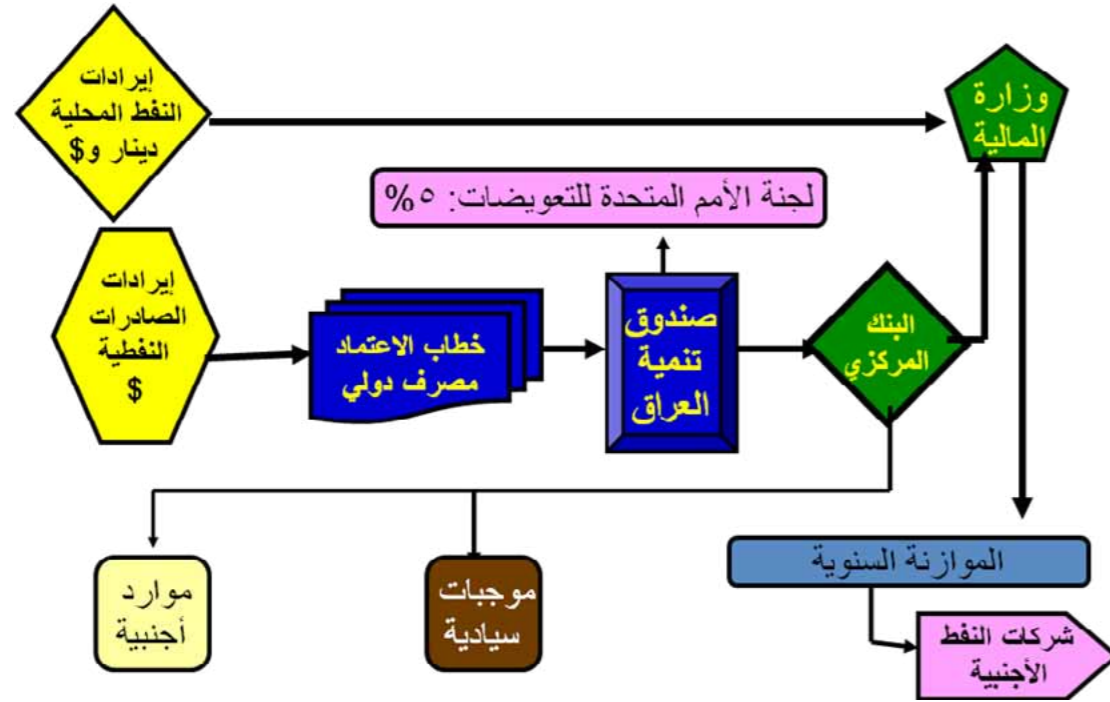 إيرادات
النفط المحلية
دينار و$
وزارة
المالية
لجنة الأمم المتحدة للتعويضات: ٥%
إيرادات
الصادرات
النفطية
$
خطاب الاعتماد
مصرف دولي
صندوق
تنمية
العراق
البنك
المركزي
الموازنة السنوية
موارد
أجنبية
موجبات
سيادية
شركات النفط
الأجنبية